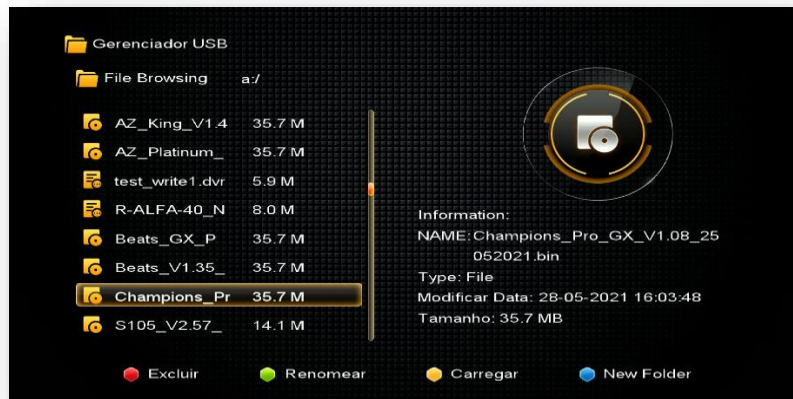 Gerenciador USB
File Browsing a:/
AZ_King_V1.4 35.7 M
AZ_Platinum_ 35.7 M
test_write1.dvr 5.9 M
R-ALFA-40_N 8.0 M
Beats_GX_P 35.7 M
Beats_V1.35_ 35.7 M
Champions_Pr 35.7 M
S105_V2.57_ 14.1 M
Information:
NAME:Champions_Pro_GX_V1.08_25
052021.bin
Type: File
Modificar Data: 28-05-2021 16:03:48
Tamanho: 35.7 MB
Excluir Renomear Carregar New Folder